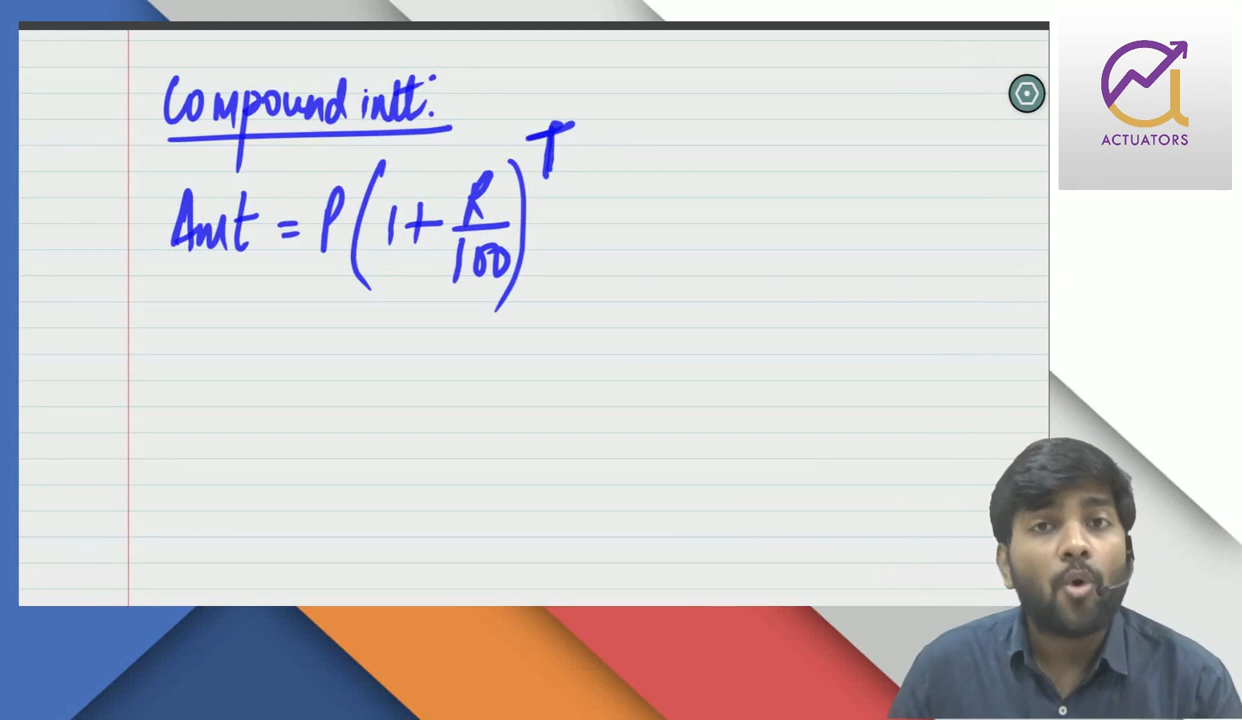 Compound intt:
Amt = P(1 + R/100)^T
ACTUATORS